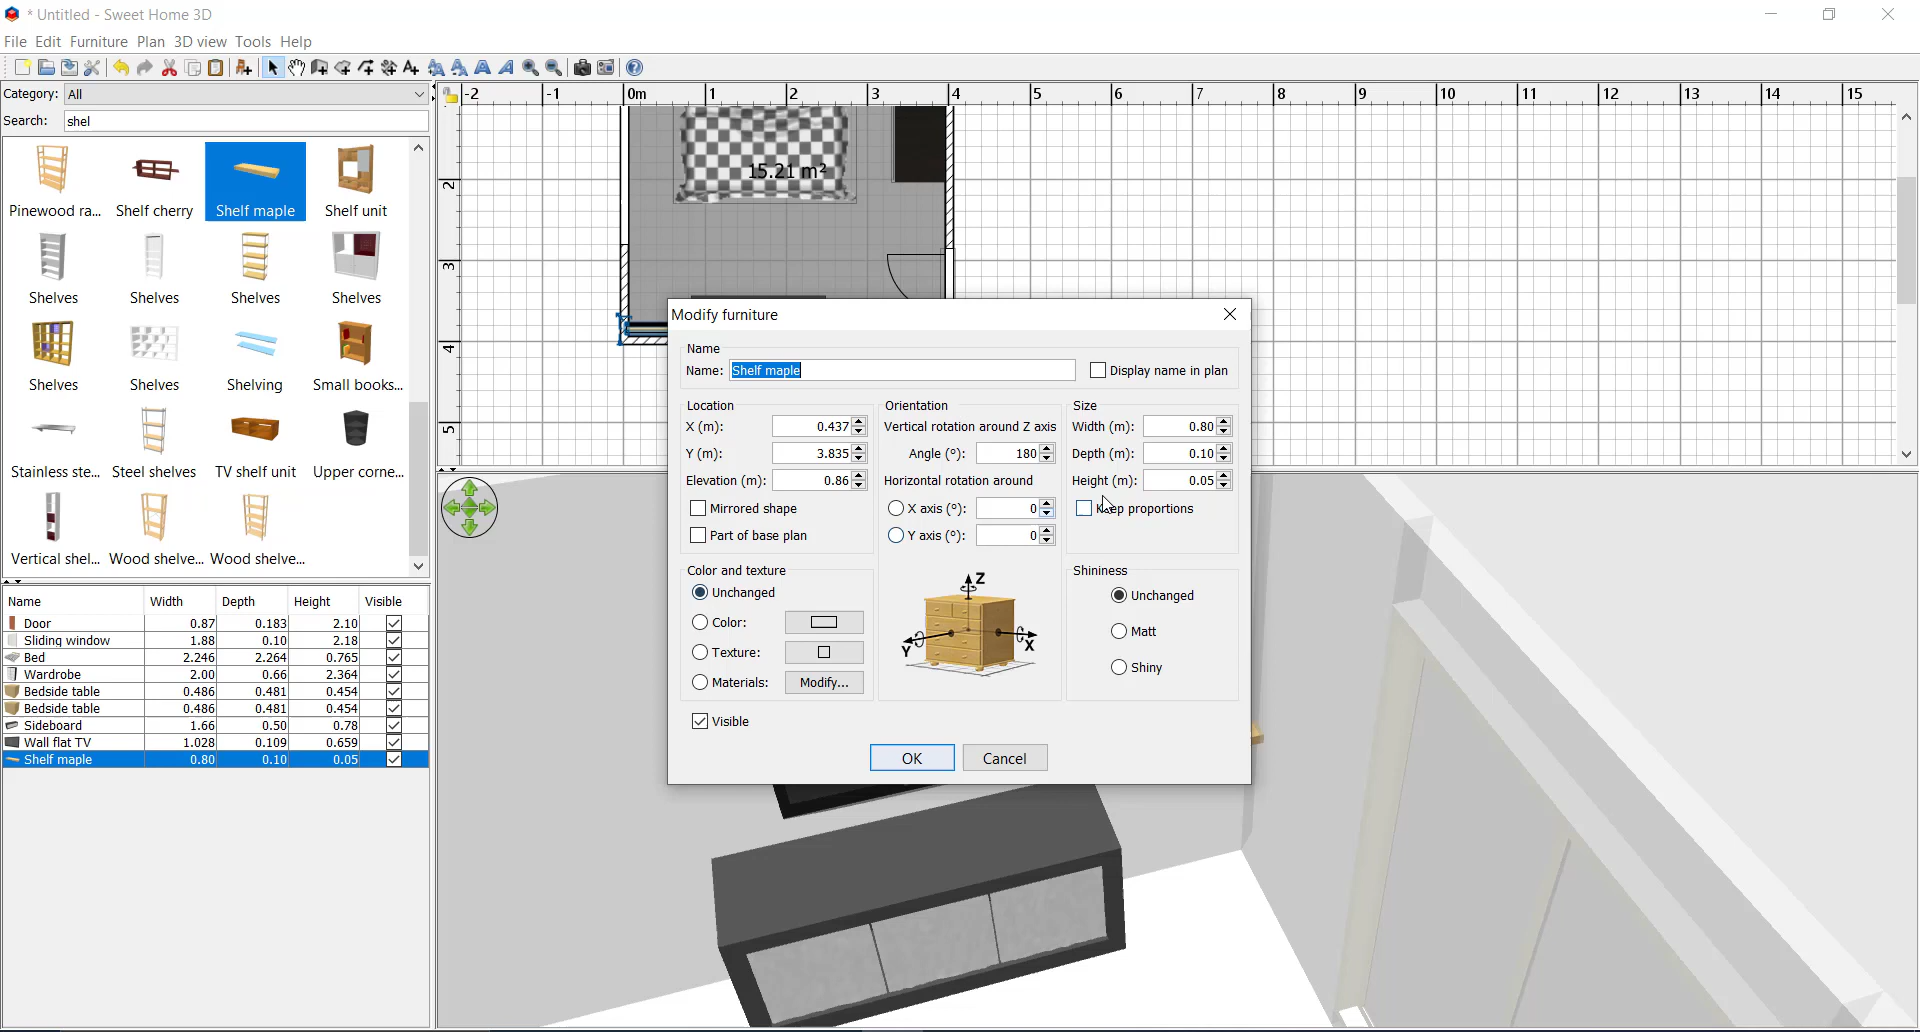 * Untitled - Sweet Home 3D
File Edit Furniture Plan 3D view Tools Help
Category: All
Search: shel
Pinewood ra... Shelf cherry Shelf maple Shelf unit
Shelves Shelves Shelves Shelves
Shelves Shelves Shelving Small books...
Stainless ste... Steel shelves TV shelf unit Upper corne...
Vertical shel... Wood shelve... Wood shelve...
Name Width Depth Height Visible
Door 0.87 0.183 2.10
Sliding window 1.88 0.10 2.18
Bed 2.246 2.264 0.765
Wardrobe 2.00 0.66 2.364
Bedside table 0.486 0.481 0.454
Bedside table 0.486 0.481 0.454
Sideboard 1.66 0.50 0.78
Wall flat TV 1.028 0.109 0.659
Shelf maple 0.80 0.10 0.05
-2 -1 0m 1 2 3 4 5 6 7 8 9 10 11 12 13 14 15
2
3
4
5
15.21 m²
Modify furniture
Name
Name: Shelf maple Display name in plan
Location
X (m): 0.437
Y (m): 3.835
Elevation (m): 0.86
Mirrored shape
Part of base plan
Orientation
Vertical rotation around Z axis
Angle (°): 180
Horizontal rotation around
X axis (°): 0
Y axis (°): 0
Size
Width (m): 0.80
Depth (m): 0.10
Height (m): 0.05
Keep proportions
Color and texture
Unchanged
Color:
Texture:
Materials: Modify...
Z
Y
X
Shininess
Unchanged
Matt
Shiny
Visible
OK Cancel